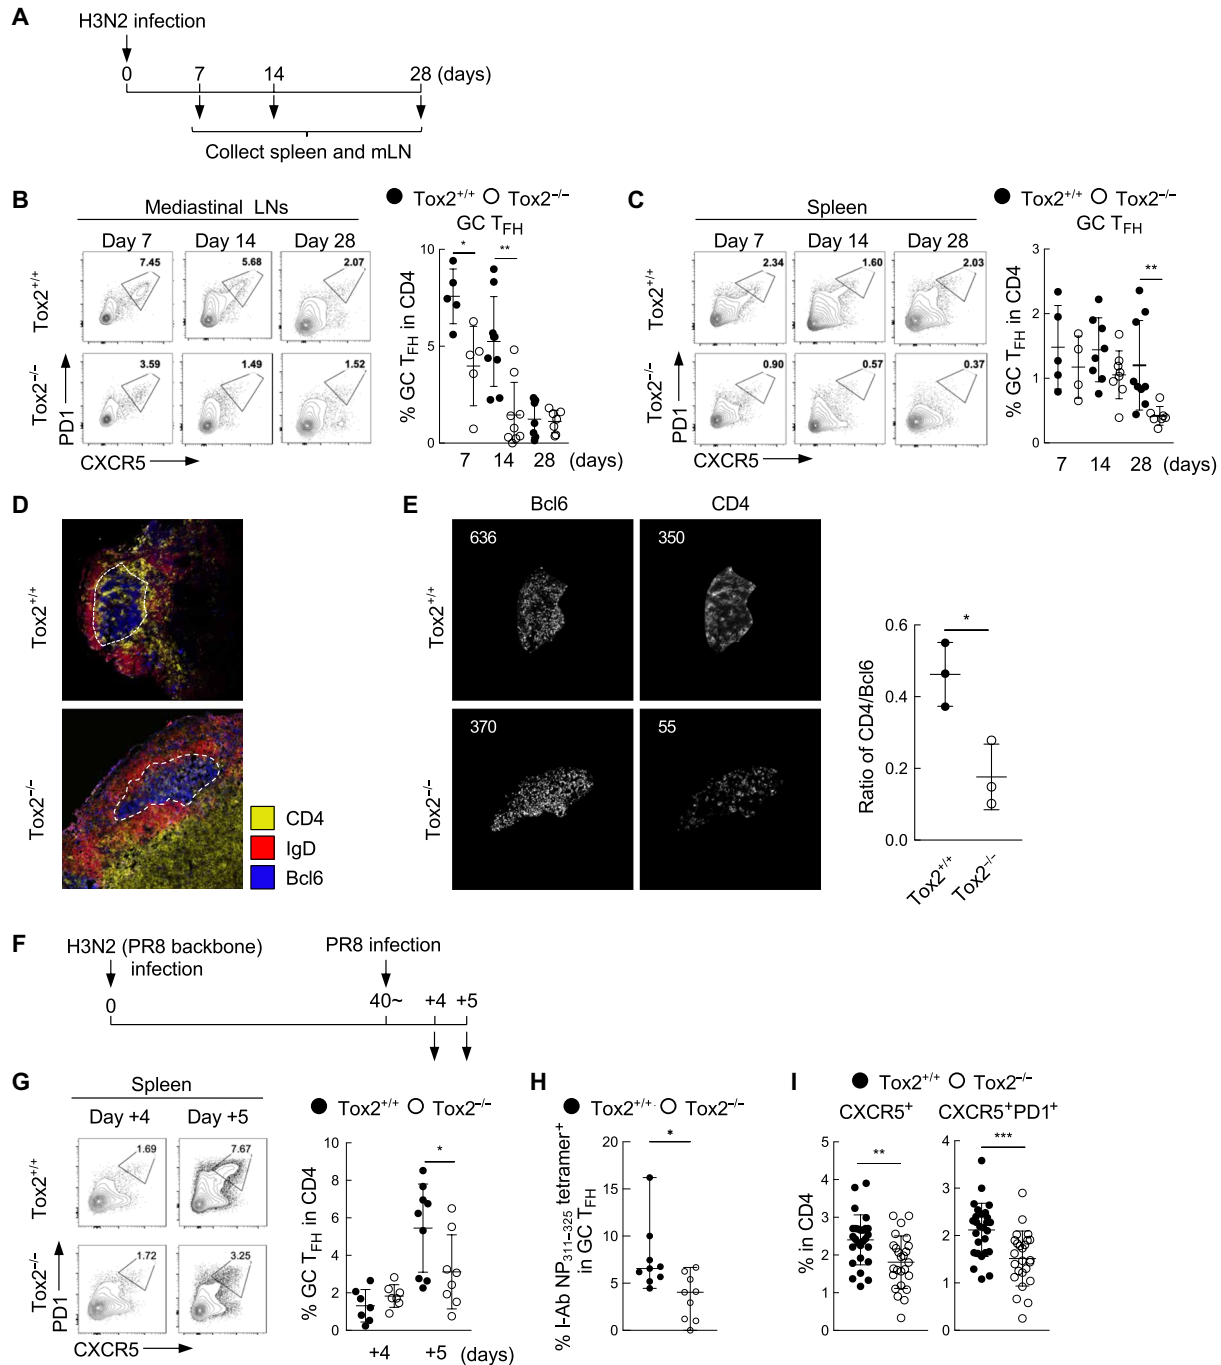 A
H3N2 infection
0 7 14 28 (days)
Collect spleen and mLN
B
Mediastinal LNs
Day 7 Day 14 Day 28
Tox2+/+
7.45 5.68 2.07
Tox2−/−
3.59 1.49 1.52
PD1
CXCR5
Tox2+/+ Tox2−/−
GC TFH
% GC TFH in CD4
10
5
0
* **
7 14 28 (days)
C
Spleen
Day 7 Day 14 Day 28
Tox2+/+
2.34 1.60 2.03
Tox2−/−
0.90 0.57 0.37
PD1
CXCR5
Tox2+/+ Tox2−/−
GC TFH
% GC TFH in CD4
3
2
1
0
**
7 14 28 (days)
D
Tox2+/+
Tox2−/−
CD4
IgD
Bcl6
E
Bcl6 CD4
Tox2+/+
636 350
Tox2−/−
370 55
Ratio of CD4/Bcl6
0.6
0.4
0.2
0.0
*
Tox2+/+ Tox2−/−
F
H3N2 (PR8 backbone)
infection
PR8 infection
0 40~ +4 +5
G
Spleen
Day +4 Day +5
Tox2+/+
1.69 7.67
Tox2−/−
1.72 3.25
PD1
CXCR5
Tox2+/+ Tox2−/−
% GC TFH in CD4
10
8
6
4
2
0
*
+4 +5 (days)
H
Tox2+/+. Tox2−/−
% I-Ab NP311–325 tetramer+
in GC TFH
20
15
10
5
0
*
I
Tox2+/+ Tox2−/−
CXCR5+ CXCR5+PD1+
% in CD4
5
4
3
2
1
0
**
4
3
2
1
0
***